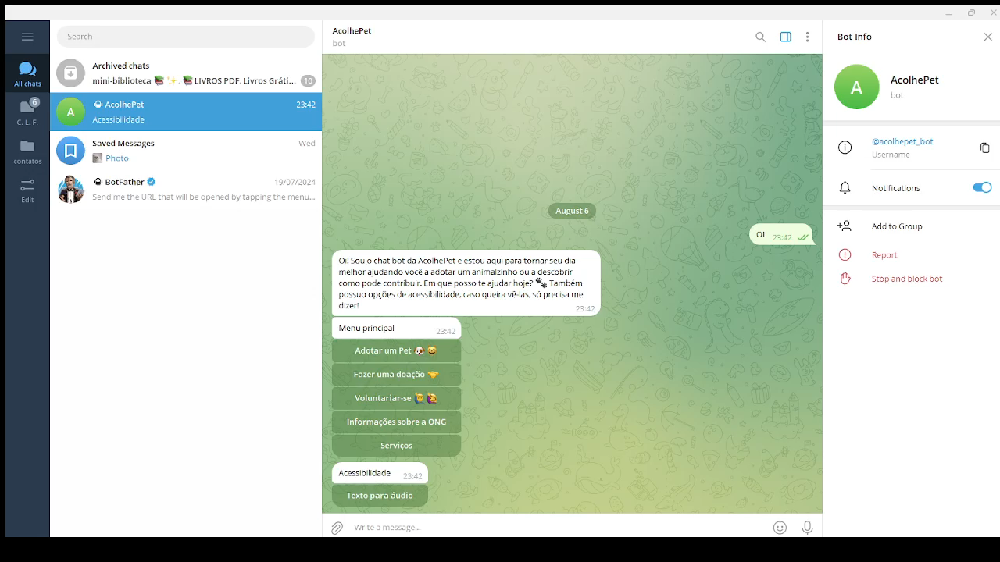 Search
All chats
6
C. L. F.
contatos
Edit
Archived chats
mini-biblioteca 📚 ✨. 📚LIVROS PDF, Livros Gráti... 10
AcolhePet 23:42
Acessibilidade
Saved Messages Wed
Photo
BotFather 19/07/2024
Send me the URL that will be opened by tapping the menu...
AcolhePet
bot
August 6
OI 23:42
Oi! Sou o chat bot da AcolhePet e estou aqui para tornar seu dia
melhor ajudando você a adotar um animalzinho ou a descobrir
como pode contribuir. Em que posso te ajudar hoje? 🐾 Também
possuo opções de acessibilidade, caso queira vê-las, só precisa me
dizer! 23:42
Menu principal 23:42
Adotar um Pet 🐶 😀
Fazer uma doação 🤝
Voluntariar-se 🙋‍♂️ 🙋‍♀️
Informações sobre a ONG
Serviços
Acessibilidade 23:42
Texto para áudio
Write a message...
Bot Info
A
AcolhePet
bot
@acolhepet_bot
Username
Notifications
Add to Group
Report
Stop and block bot